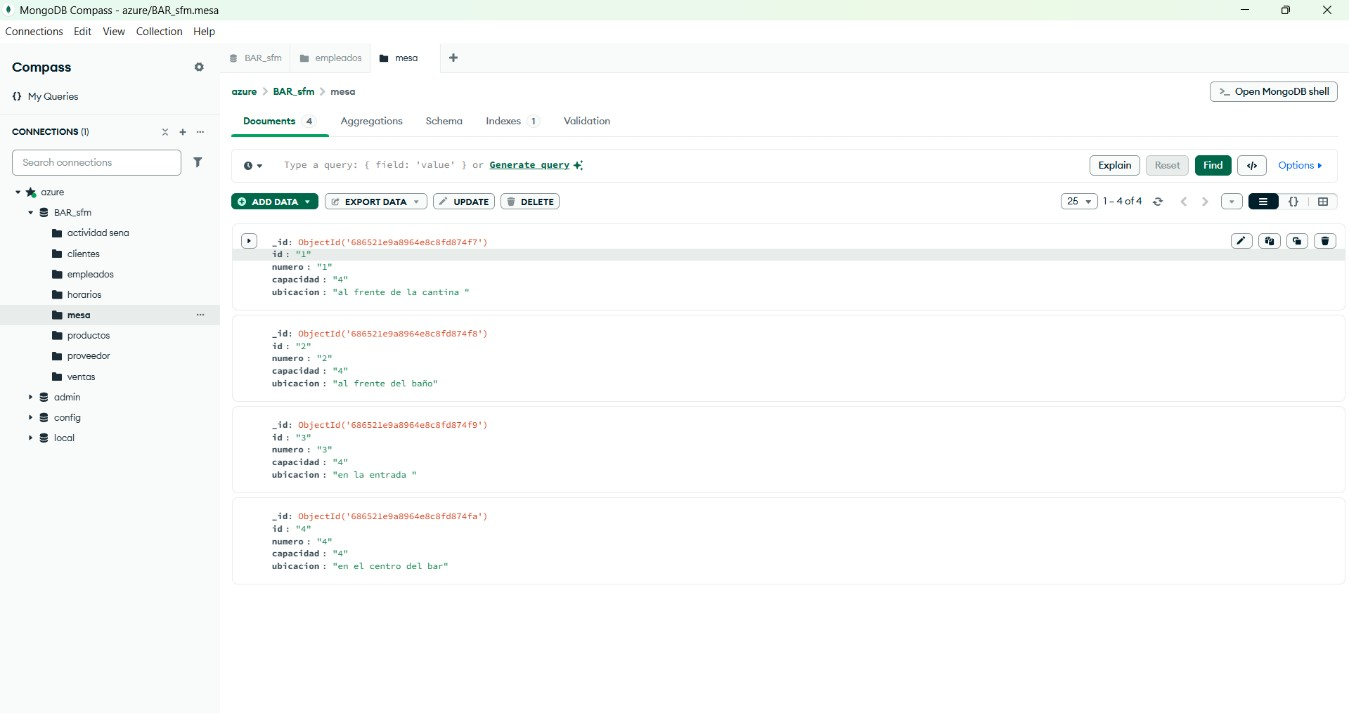 MongoDB Compass - azure/BAR_sfm.mesa
Connections Edit View Collection Help
Compass
My Queries
CONNECTIONS (1)
Search connections
azure
BAR_sfm
actividad sena
clientes
empleados
horarios
mesa
productos
proveedor
ventas
admin
config
local
BAR_sfm empleados mesa
azure > BAR_sfm > mesa
>_ Open MongoDB shell
Documents 4 Aggregations Schema Indexes 1 Validation
Type a query: { field: 'value' } or Generate query
Explain Reset Find </> Options
ADD DATA EXPORT DATA UPDATE DELETE
25 1 – 4 of 4 {}
_id: ObjectId('686521e9a8964e8c8fd874f7')
id : "1"
numero : "1"
capacidad : "4"
ubicacion : "al frente de la cantina "
_id: ObjectId('686521e9a8964e8c8fd874f8')
id : "2"
numero : "2"
capacidad : "4"
ubicacion : "al frente del baño"
_id: ObjectId('686521e9a8964e8c8fd874f9')
id : "3"
numero : "3"
capacidad : "4"
ubicacion : "en la entrada "
_id: ObjectId('686521e9a8964e8c8fd874fa')
id : "4"
numero : "4"
capacidad : "4"
ubicacion : "en el centro del bar"